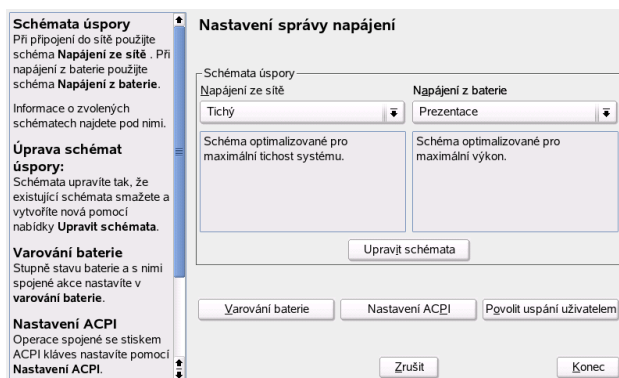 Schémata úspory
Při připojení do sítě použijte
schéma Napájení ze sítě . Při
napájení z baterie použijte
schéma Napájení z baterie.
Informace o zvolených
schématech najdete pod nimi.
Úprava schémat
úspory:
Schémata upravíte tak, že
existující schémata smažete a
vytvoříte nová pomocí
nabídky Upravit schémata.
Varování baterie
Stupně stavu baterie a s nimi
spojené akce nastavíte v
varování baterie.
Nastavení ACPI
Operace spojené se stiskem
ACPI kláves nastavíte pomocí
Nastavení ACPI.
Nastavení správy napájení
Schémata úspory
Napájení ze sítě
Tichý
Schéma optimalizované pro
maximální tichost systému.
Napájení z baterie
Prezentace
Schéma optimalizované pro
maximální výkon.
Upravit schémata
Varování baterie
Nastavení ACPI
Povolit uspání uživatelem
Zrušit
Konec